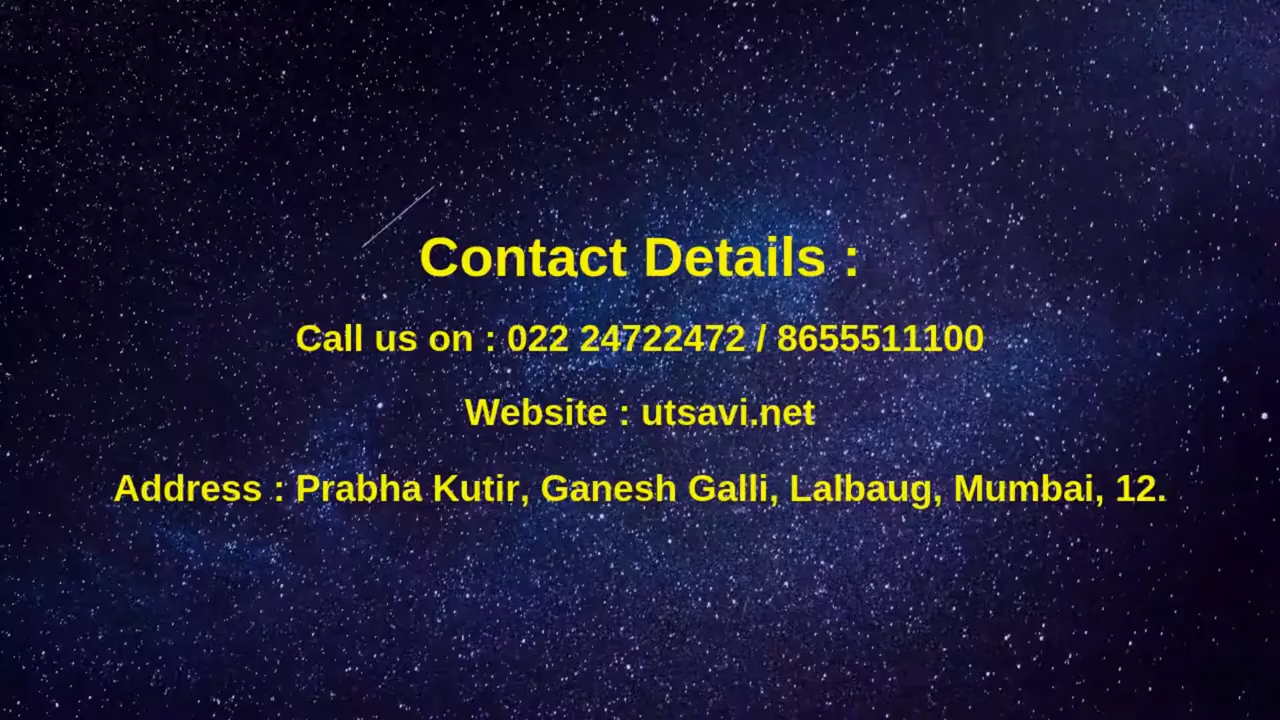 Contact Details :
Call us on : 022 24722472 / 8655511100
Website : utsavi.net
Address : Prabha Kutir, Ganesh Galli, Lalbaug, Mumbai, 12.